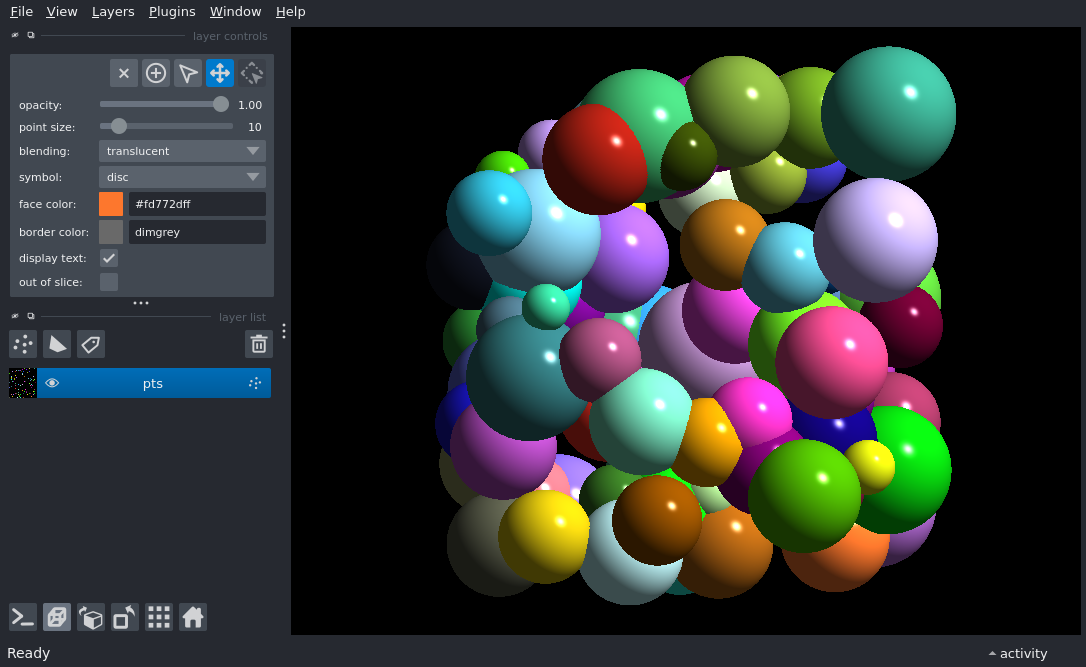 File View Layers Plugins Window Help
layer controls
opacity: 1.00
point size: 10
blending: translucent
symbol: disc
face color: #fd772dff
border color: dimgrey
display text:
out of slice:
layer list
pts
Ready
activity